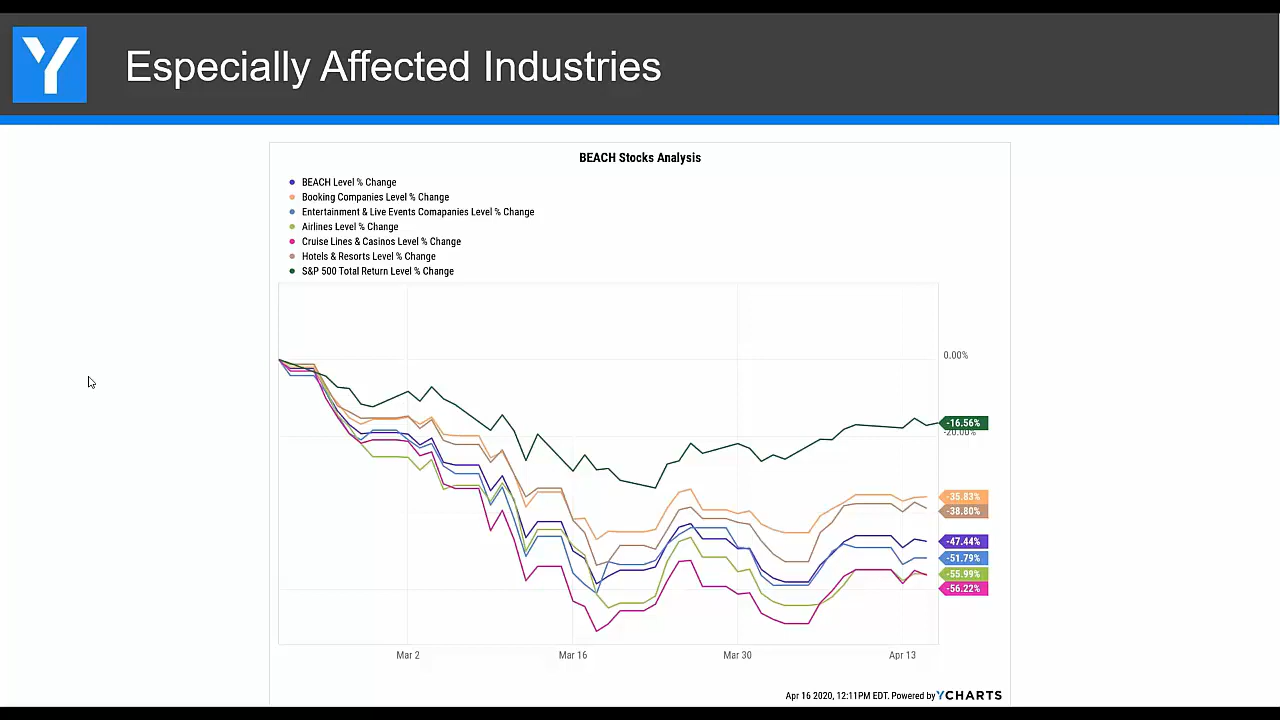 Y Especially Affected Industries
BEACH Stocks Analysis
BEACH Level % Change
Booking Companies Level % Change
Entertainment & Live Events Comapanies Level % Change
Airlines Level % Change
Cruise Lines & Casinos Level % Change
Hotels & Resorts Level % Change
S&P 500 Total Return Level % Change
0.00%
-16.56%
-20.00%
-35.83%
-38.80%
-47.44%
-51.79%
-55.99%
-56.22%
Mar 2 Mar 16 Mar 30 Apr 13
Apr 16 2020, 12:11PM EDT. Powered by YCHARTS